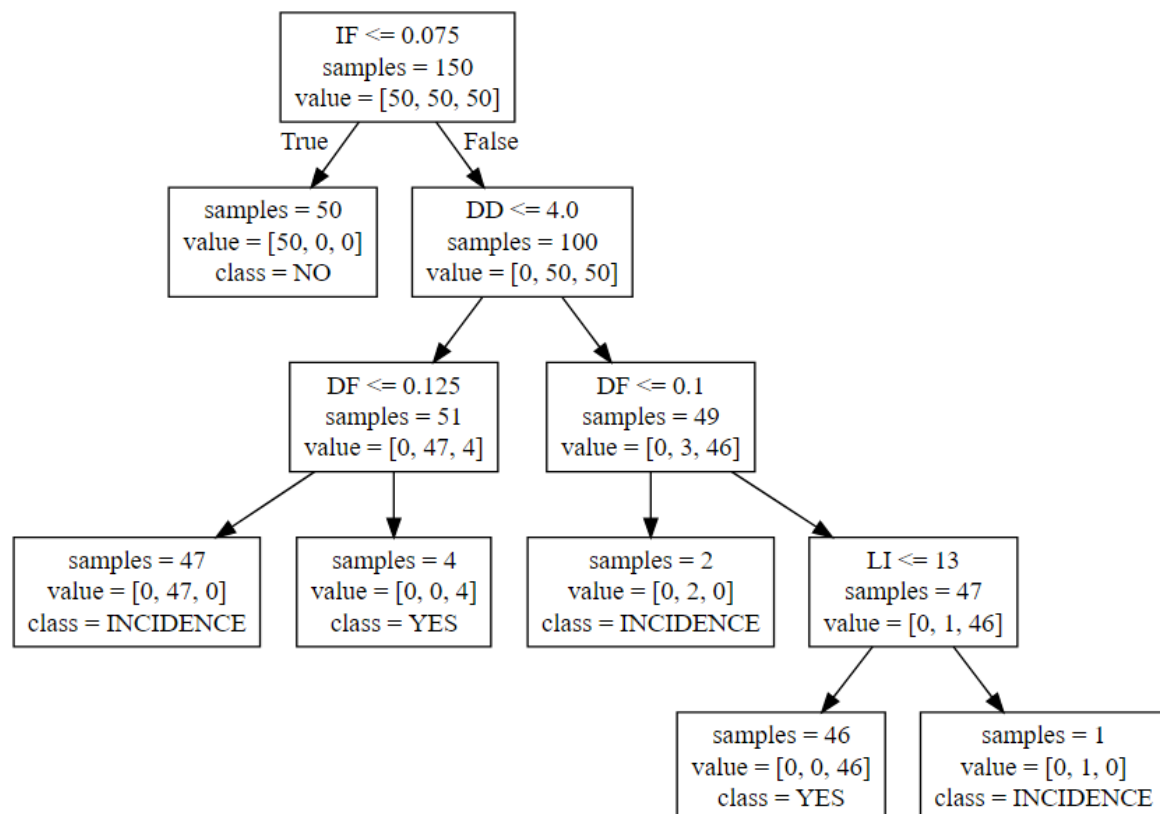 IF <= 0.075
samples = 150
value = [50, 50, 50]
True
False
samples = 50
value = [50, 0, 0]
class = NO
DD <= 4.0
samples = 100
value = [0, 50, 50]
DF <= 0.125
samples = 51
value = [0, 47, 4]
DF <= 0.1
samples = 49
value = [0, 3, 46]
samples = 47
value = [0, 47, 0]
class = INCIDENCE
samples = 4
value = [0, 0, 4]
class = YES
samples = 2
value = [0, 2, 0]
class = INCIDENCE
LI <= 13
samples = 47
value = [0, 1, 46]
samples = 46
value = [0, 0, 46]
class = YES
samples = 1
value = [0, 1, 0]
class = INCIDENCE